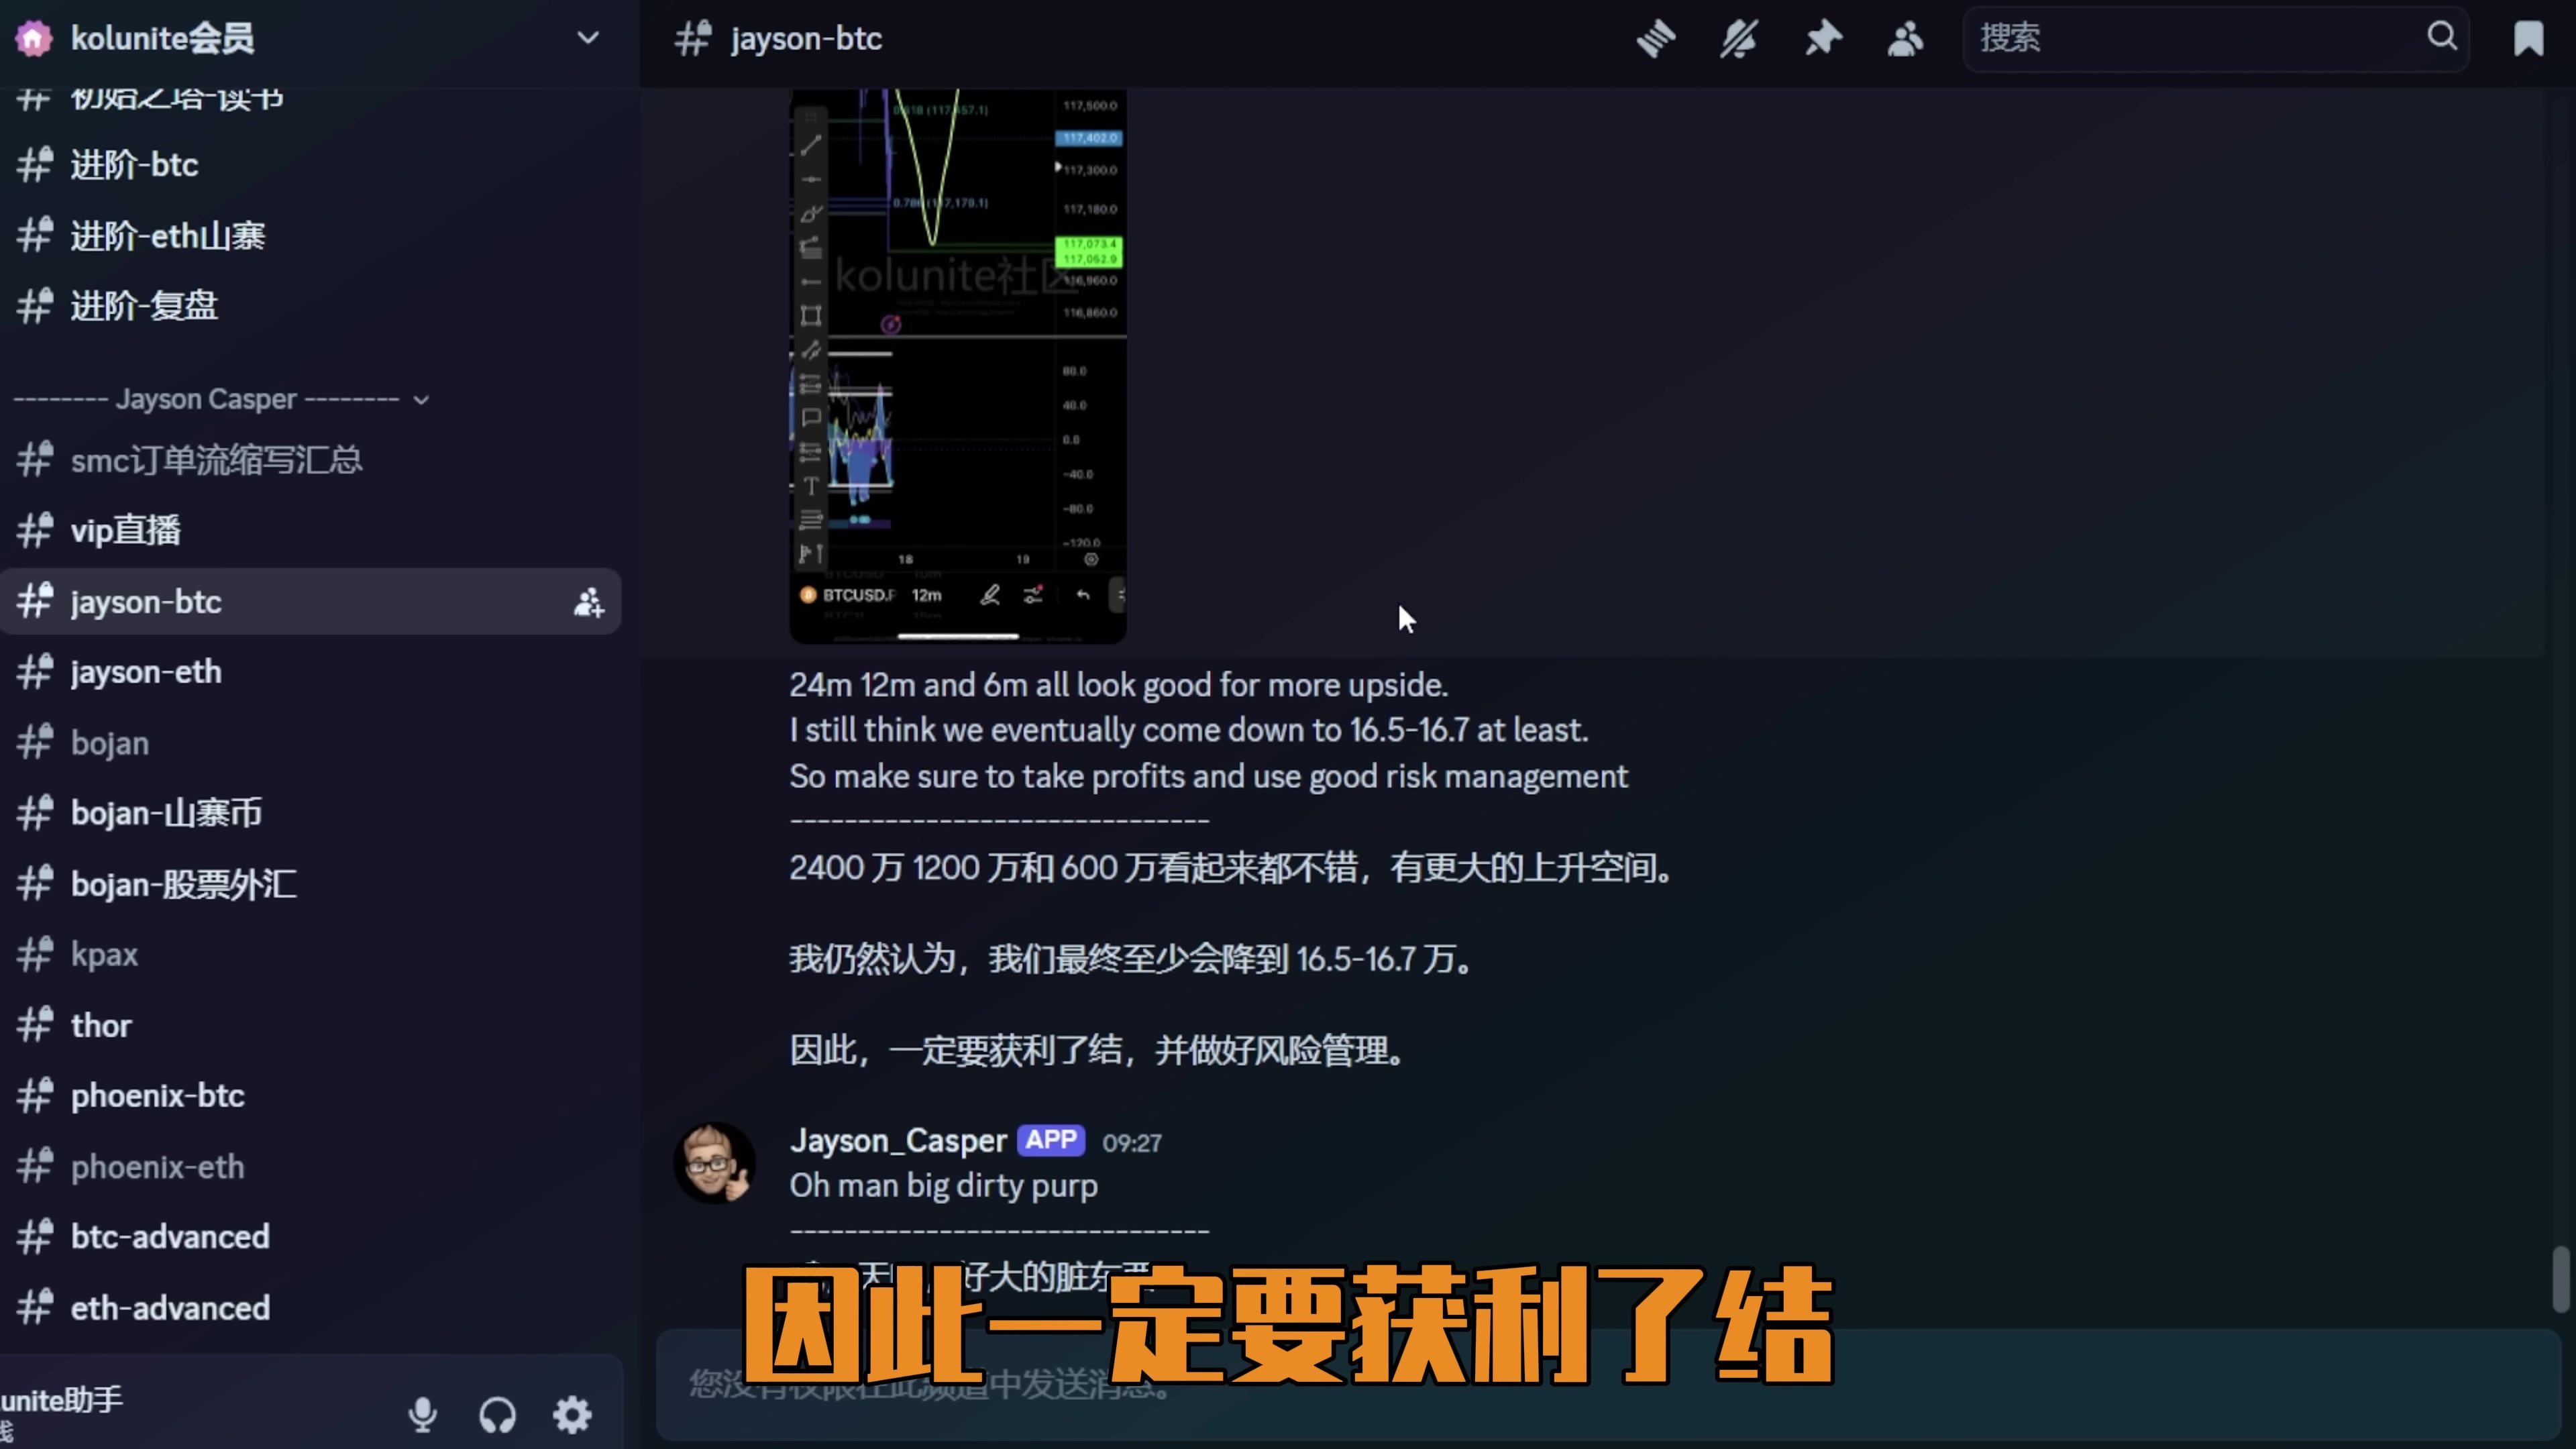 kolunite会员
初始之塔-读书
进阶-btc
进阶-eth山寨
进阶-复盘
-------- Jayson Casper --------
smc订单流缩写汇总
vip直播
jayson-btc
jayson-eth
bojan
bojan-山寨币
bojan-股票外汇
kpax
thor
phoenix-btc
phoenix-eth
btc-advanced
eth-advanced
unite助手
线
jayson-btc
搜索
117,500.0
117,402.0
117,300.0
117,180.0
117,073.4
117,052.9
116,860.0
kolunite社区
80.0
40.0
0.0
-40.0
-80.0
-120.0
18
19
BTCUSD.P
12m
24m 12m and 6m all look good for more upside.
I still think we eventually come down to 16.5-16.7 at least.
So make sure to take profits and use good risk management
-------------------------------
2400 万 1200 万和 600 万看起来都不错，有更大的上升空间。
我仍然认为，我们最终至少会降到 16.5-16.7 万。
因此，一定要获利了结，并做好风险管理。
Jayson_Casper APP 09:27
Oh man big dirty purp
-------------------------------
好大的脏东西
因此一定要获利了结
您没有权限在此频道中发送消息。